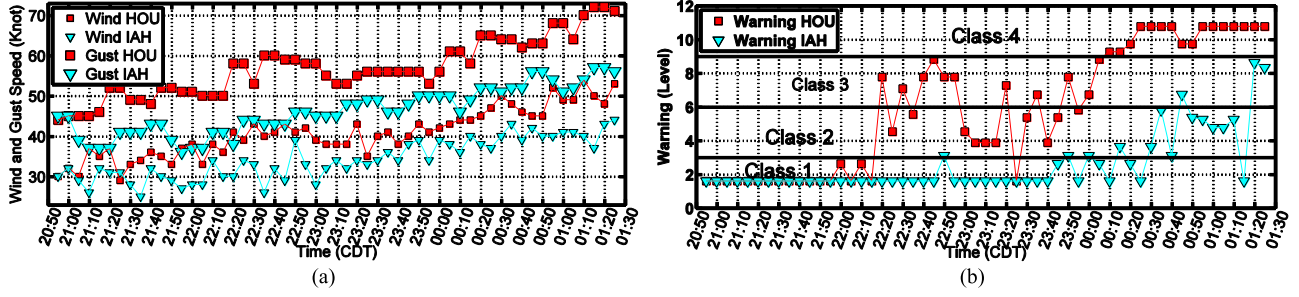 Wind and Gust Speed (Knot)
70
60
50
40
30
Wind HOU
Wind IAH
Gust HOU
Gust IAH
20:50 21:00 21:10 21:20 21:30 21:40 21:50 22:00 22:10 22:20 22:30 22:40 22:50 23:00 23:10 23:20 23:30 23:40 23:50 00:00 00:10 00:20 00:30 00:40 00:50 01:00 01:10 01:20 01:30
Time (CDT)
(a)
Warning (Level)
12
10
8
6
4
2
0
Warning HOU
Warning IAH
Class 4
Class 3
Class 2
Class 1
20:50 21:00 21:10 21:20 21:30 21:40 21:50 22:00 22:10 22:20 22:30 22:40 22:50 23:00 23:10 23:20 23:30 23:40 23:50 00:00 00:10 00:20 00:30 00:40 00:50 01:00 01:10 01:20 01:30
Time (CDT)
(b)